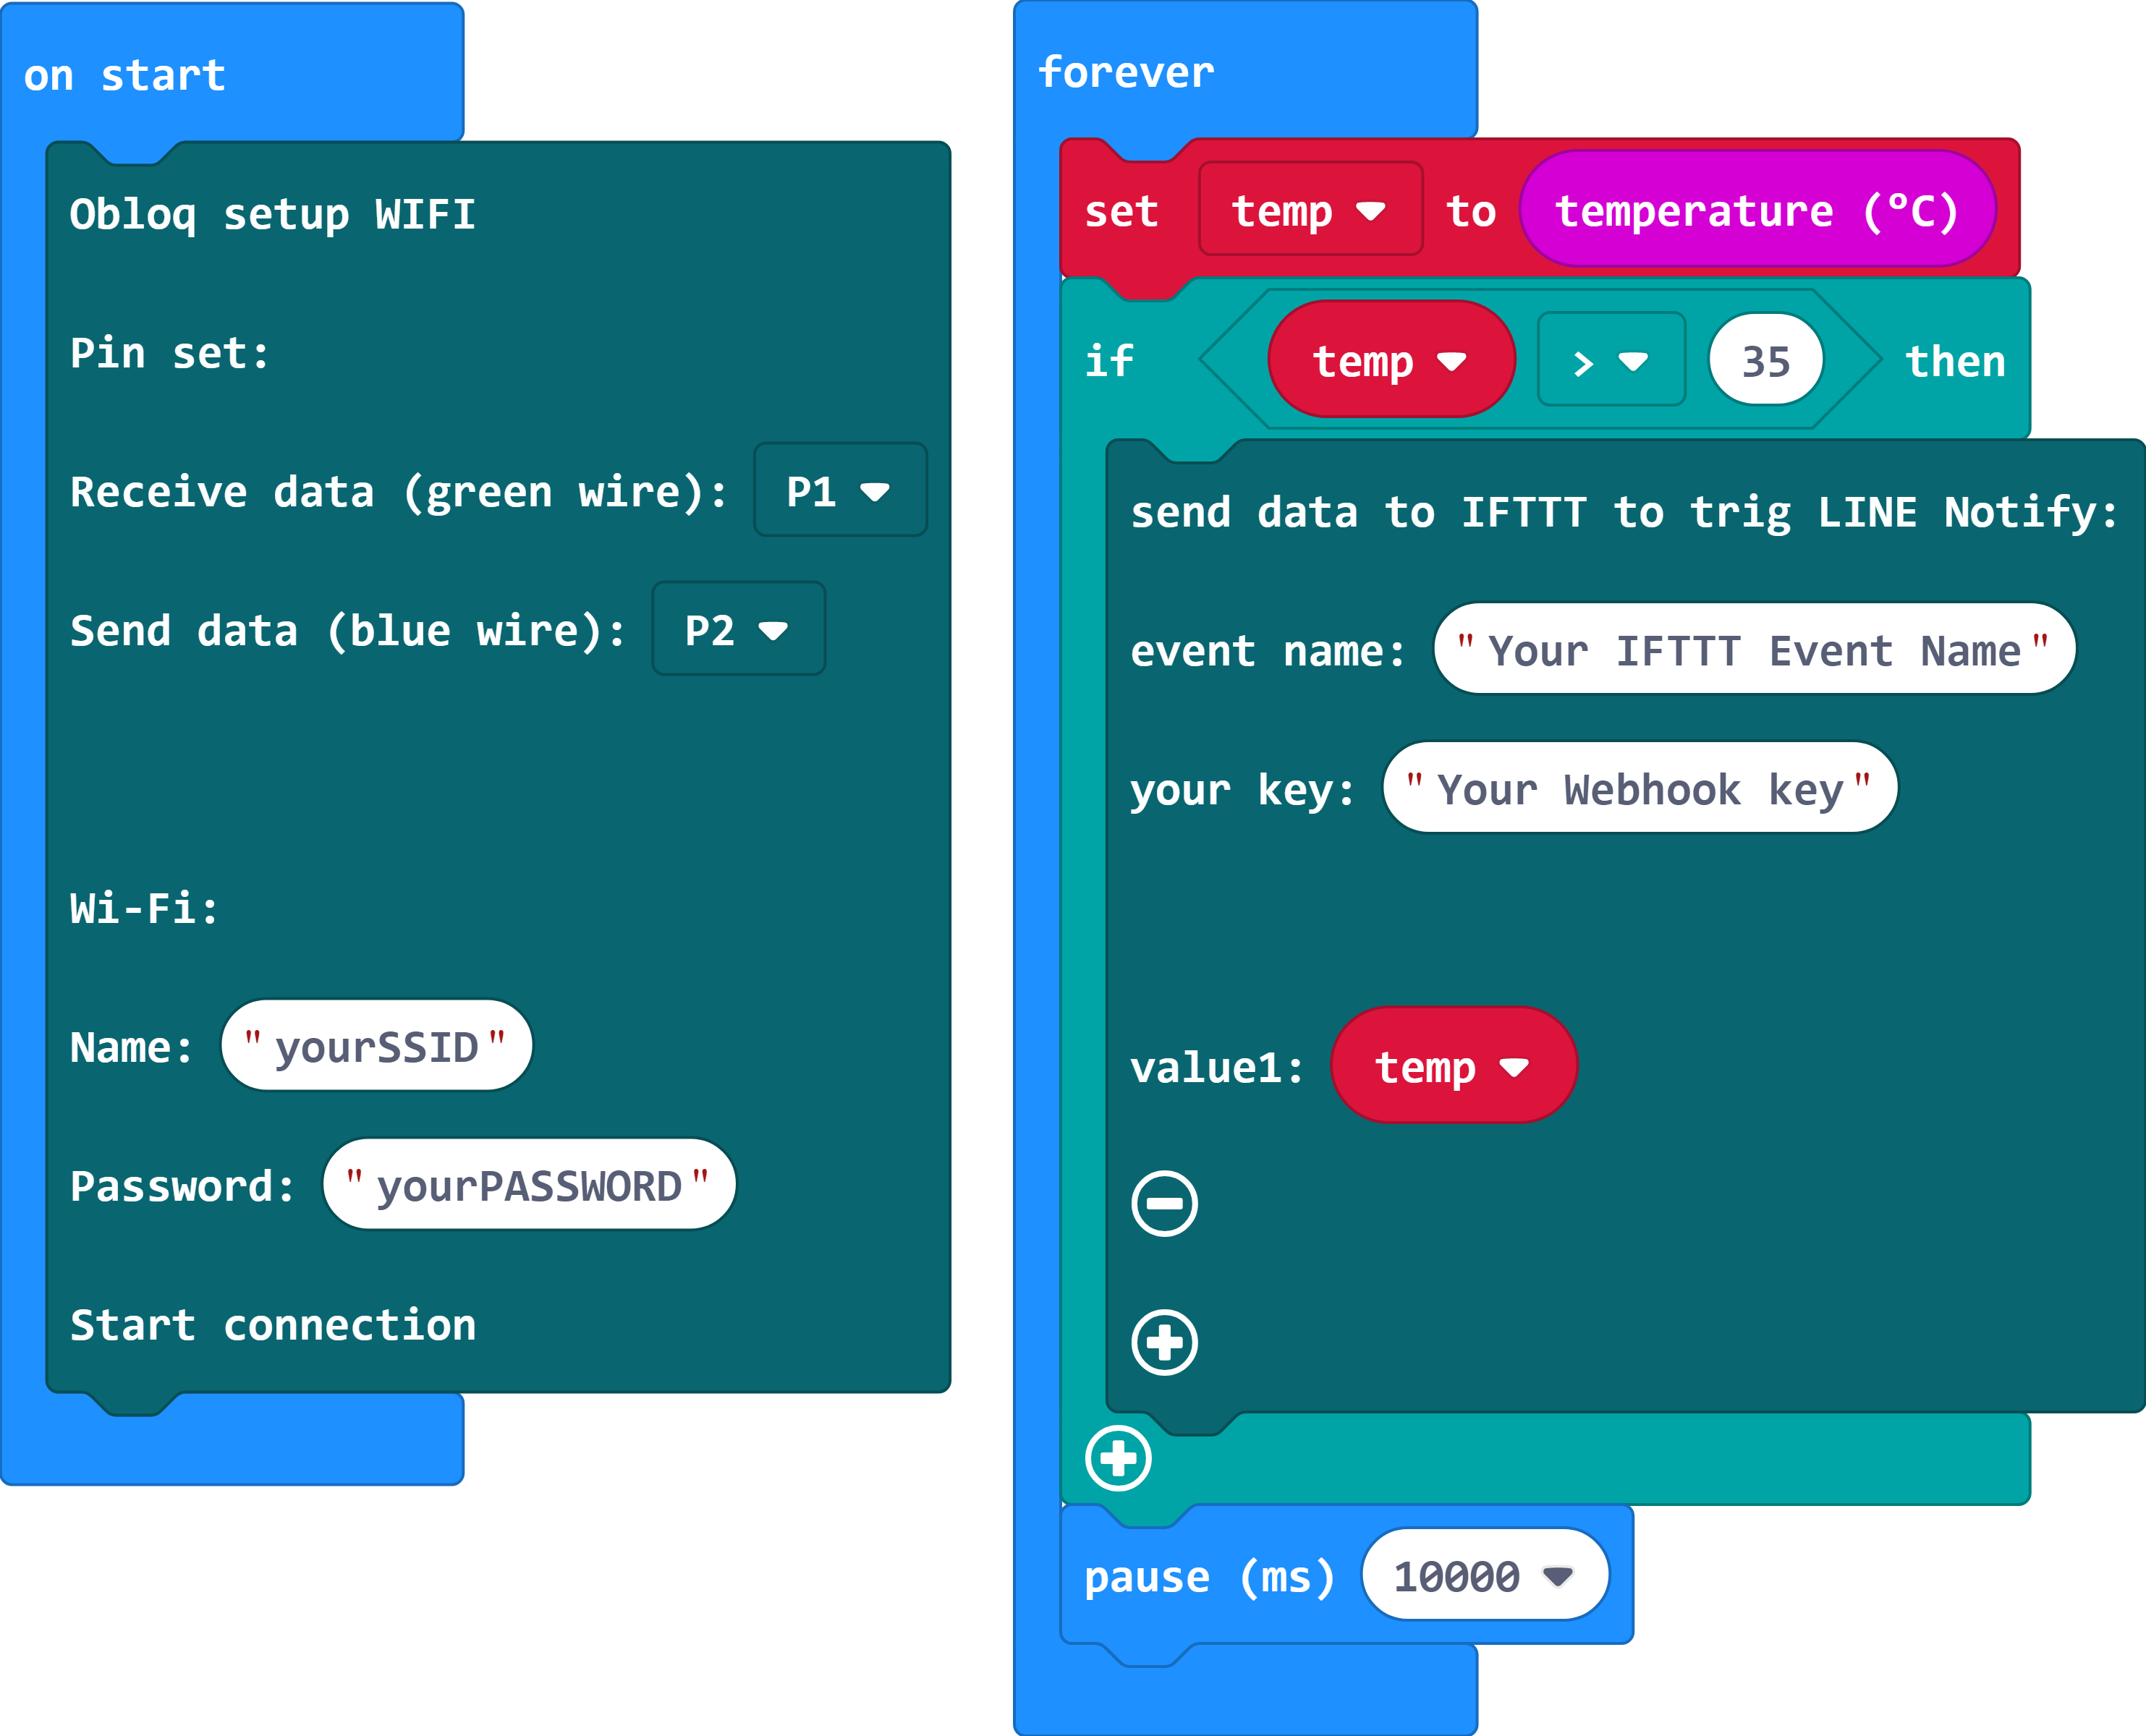 on start
Obloq setup WIFI
Pin set:
Receive data (green wire): P1
Send data (blue wire): P2
Wi-Fi:
Name: "yourSSID"
Password: "yourPASSWORD"
Start connection
forever
set temp to temperature (°C)
if temp > 35 then
send data to IFTTT to trig LINE Notify:
event name: "Your IFTTT Event Name"
your key: "Your Webhook key"
value1: temp
pause (ms) 10000